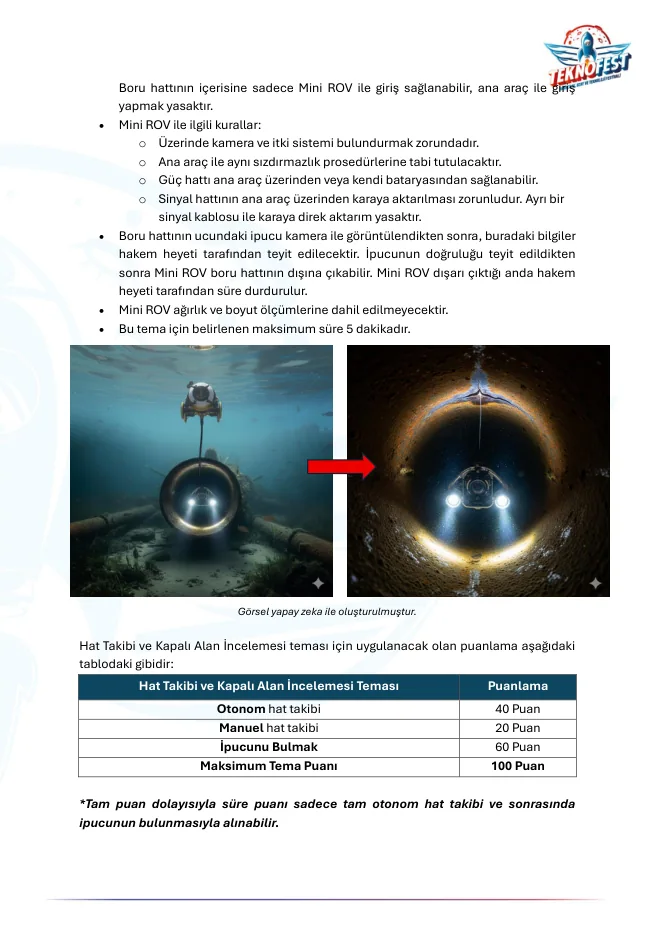 TEKNOFEST
Boru hattının içerisine sadece Mini ROV ile giriş sağlanabilir, ana araç ile giriş
yapmak yasaktır.
• Mini ROV ile ilgili kurallar:
o Üzerinde kamera ve itki sistemi bulundurmak zorundadır.
o Ana araç ile aynı sızdırmazlık prosedürlerine tabi tutulacaktır.
o Güç hattı ana araç üzerinden veya kendi bataryasından sağlanabilir.
o Sinyal hattının ana araç üzerinden karaya aktarılması zorunludur. Ayrı bir
sinyal kablosu ile karaya direk aktarım yasaktır.
• Boru hattının ucundaki ipucu kamera ile görüntülendikten sonra, buradaki bilgiler
hakem heyeti tarafından teyit edilecektir. İpucunun doğruluğu teyit edildikten
sonra Mini ROV boru hattının dışına çıkabilir. Mini ROV dışarı çıktığı anda hakem
heyeti tarafından süre durdurulur.
• Mini ROV ağırlık ve boyut ölçümlerine dahil edilmeyecektir.
• Bu tema için belirlenen maksimum süre 5 dakikadır.
Görsel yapay zeka ile oluşturulmuştur.
Hat Takibi ve Kapalı Alan İncelemesi teması için uygulanacak olan puanlama aşağıdaki
tablodaki gibidir:
Hat Takibi ve Kapalı Alan İncelemesi Teması Puanlama
Otonom hat takibi 40 Puan
Manuel hat takibi 20 Puan
İpucunu Bulmak 60 Puan
Maksimum Tema Puanı 100 Puan
*Tam puan dolayısıyla süre puanı sadece tam otonom hat takibi ve sonrasında
ipucunun bulunmasıyla alınabilir.